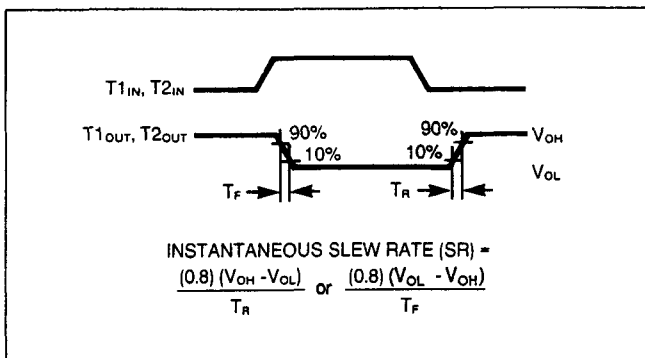 T1IN, T2IN
T1OUT, T2OUT
90%
10%
90%
10%
VOH
VOL
TF
TR
INSTANTANEOUS SLEW RATE (SR) =
(0.8) (VOH -VOL)
TR
or
(0.8) (VOL - VOH)
TF